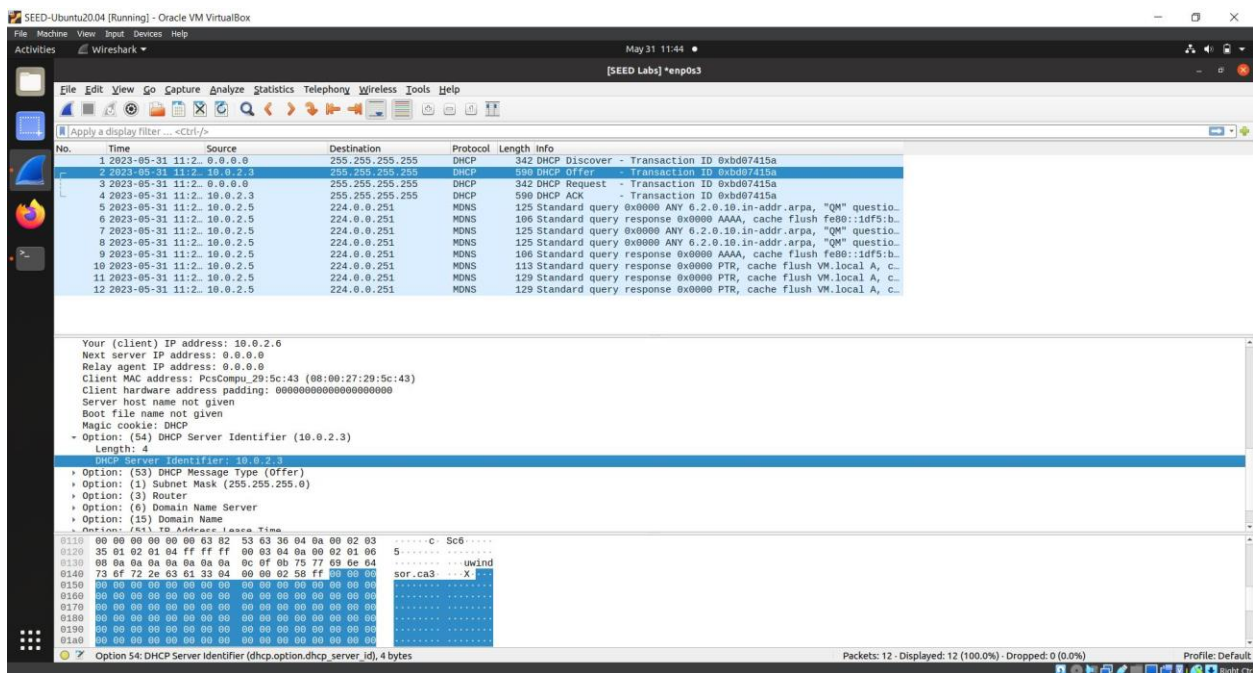 SEED-Ubuntu20.04 [Running] - Oracle VM VirtualBox
File Machine View Input Devices Help
Activities Wireshark May 31 11:44
[SEED Labs] *enp0s3
File Edit View Go Capture Analyze Statistics Telephony Wireless Tools Help
Apply a display filter ... <Ctrl-/>
No. Time Source Destination Protocol Length Info
1 2023-05-31 11:2… 0.0.0.0 255.255.255.255 DHCP 342 DHCP Discover - Transaction ID 0xbd07415a
2 2023-05-31 11:2… 10.0.2.3 255.255.255.255 DHCP 590 DHCP Offer - Transaction ID 0xbd07415a
3 2023-05-31 11:2… 0.0.0.0 255.255.255.255 DHCP 342 DHCP Request - Transaction ID 0xbd07415a
4 2023-05-31 11:2… 10.0.2.3 255.255.255.255 DHCP 590 DHCP ACK - Transaction ID 0xbd07415a
5 2023-05-31 11:2… 10.0.2.5 224.0.0.251 MDNS 125 Standard query 0x0000 ANY 6.2.0.10.in-addr.arpa, "QM" questio…
6 2023-05-31 11:2… 10.0.2.5 224.0.0.251 MDNS 106 Standard query response 0x0000 AAAA, cache flush fe80::1df5:b…
7 2023-05-31 11:2… 10.0.2.5 224.0.0.251 MDNS 125 Standard query 0x0000 ANY 6.2.0.10.in-addr.arpa, "QM" questio…
8 2023-05-31 11:2… 10.0.2.5 224.0.0.251 MDNS 125 Standard query 0x0000 ANY 6.2.0.10.in-addr.arpa, "QM" questio…
9 2023-05-31 11:2… 10.0.2.5 224.0.0.251 MDNS 106 Standard query response 0x0000 AAAA, cache flush fe80::1df5:b…
10 2023-05-31 11:2… 10.0.2.5 224.0.0.251 MDNS 113 Standard query response 0x0000 PTR, cache flush VM.local A, c…
11 2023-05-31 11:2… 10.0.2.5 224.0.0.251 MDNS 129 Standard query response 0x0000 PTR, cache flush VM.local A, c…
12 2023-05-31 11:2… 10.0.2.5 224.0.0.251 MDNS 129 Standard query response 0x0000 PTR, cache flush VM.local A, c…
Your (client) IP address: 10.0.2.6
Next server IP address: 0.0.0.0
Relay agent IP address: 0.0.0.0
Client MAC address: PcsCompu_29:5c:43 (08:00:27:29:5c:43)
Client hardware address padding: 00000000000000000000
Server host name not given
Boot file name not given
Magic cookie: DHCP
Option: (54) DHCP Server Identifier (10.0.2.3)
Length: 4
DHCP Server Identifier: 10.0.2.3
Option: (53) DHCP Message Type (Offer)
Option: (1) Subnet Mask (255.255.255.0)
Option: (3) Router
Option: (6) Domain Name Server
Option: (15) Domain Name
Option: (51) IP Address Lease Time
0110 00 00 00 00 00 00 63 82 53 63 36 04 0a 00 02 03 ······c· Sc6·····
0120 35 01 02 01 04 ff ff ff 00 03 04 0a 00 02 01 06 5······· ········
0130 08 0a 0a 0a 0a 0a 0a 0a 0c 0f 0b 75 77 69 6e 64 ········ ···uwind
0140 73 6f 72 2e 63 61 33 04 00 00 02 58 ff 00 00 00 sor.ca3· ···X····
0150 00 00 00 00 00 00 00 00 00 00 00 00 00 00 00 00 ········ ········
0160 00 00 00 00 00 00 00 00 00 00 00 00 00 00 00 00 ········ ········
0170 00 00 00 00 00 00 00 00 00 00 00 00 00 00 00 00 ········ ········
0180 00 00 00 00 00 00 00 00 00 00 00 00 00 00 00 00 ········ ········
0190 00 00 00 00 00 00 00 00 00 00 00 00 00 00 00 00 ········ ········
01a0 00 00 00 00 00 00 00 00 00 00 00 00 00 00 00 00 ········ ········
Option 54: DHCP Server Identifier (dhcp.option.dhcp_server_id), 4 bytes Packets: 12 · Displayed: 12 (100.0%) · Dropped: 0 (0.0%) Profile: Default
Right Ctrl